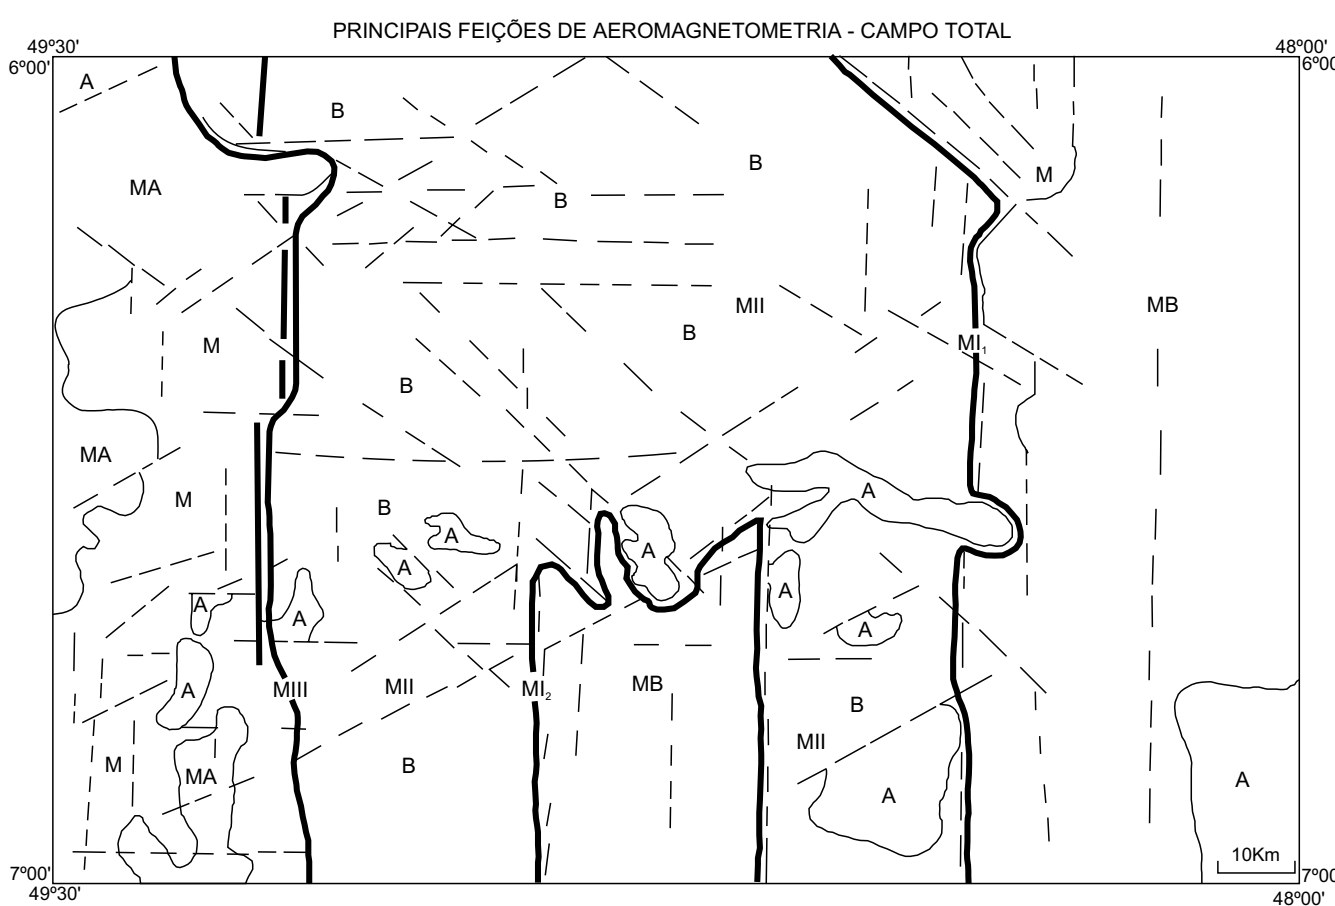 PRINCIPAIS FEIÇÕES DE AEROMAGNETOMETRIA - CAMPO TOTAL
49º30'
48º00'
6º00'
6º00'
A
B
B
M
MA
B
MII
MB
B
MI₁
M
B
MA
A
M
B
A
A
A
A
A
A
A
MIII
MII
MI₂
MB
A
B
MII
M
MA
B
A
A
10Km
7º00'
7º00
49º30'
48º00'